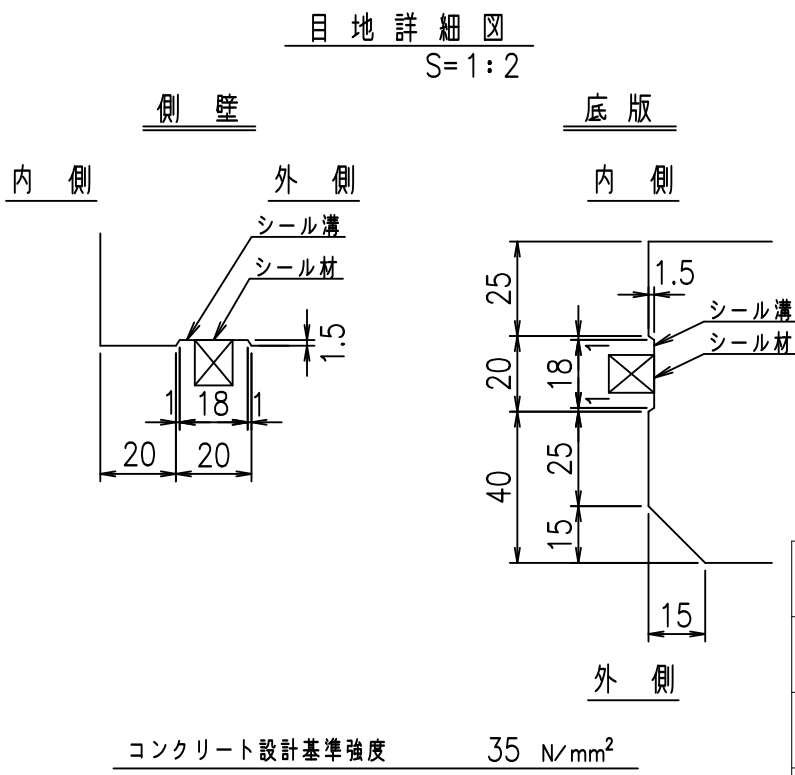 目地詳細図
S=1:2
側壁
底版
内側
外側
内側
シール溝
シール材
1.5
1
18
1
20
20
25
1.5
シール溝
シール材
1
20
18
1
25
40
15
15
外側
コンクリート設計基準強度 35 N/mm²